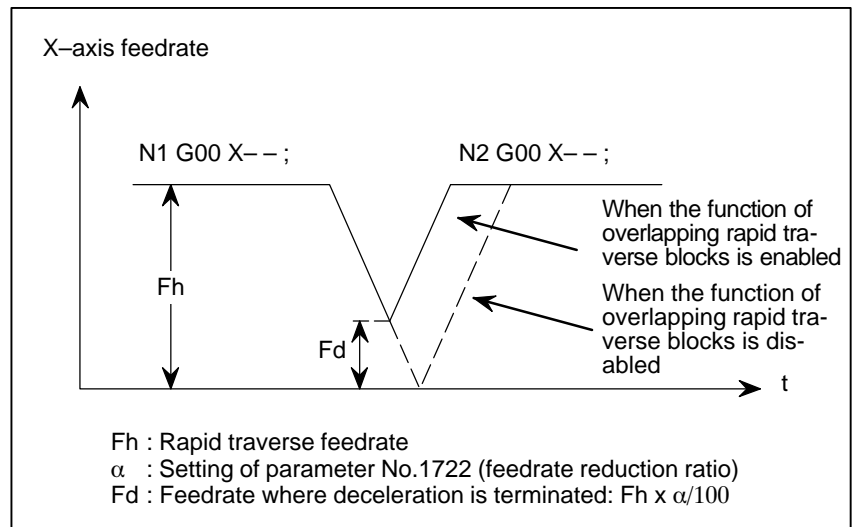 X–axis feedrate
N1 G00 X– – ;
N2 G00 X– – ;
When the function of
overlapping rapid tra-
verse blocks is enabled
Fh
When the function of
overlapping rapid tra-
verse blocks is dis-
abled
Fd
t
Fh : Rapid traverse feedrate
α : Setting of parameter No.1722 (feedrate reduction ratio)
Fd : Feedrate where deceleration is terminated: Fh x α/100